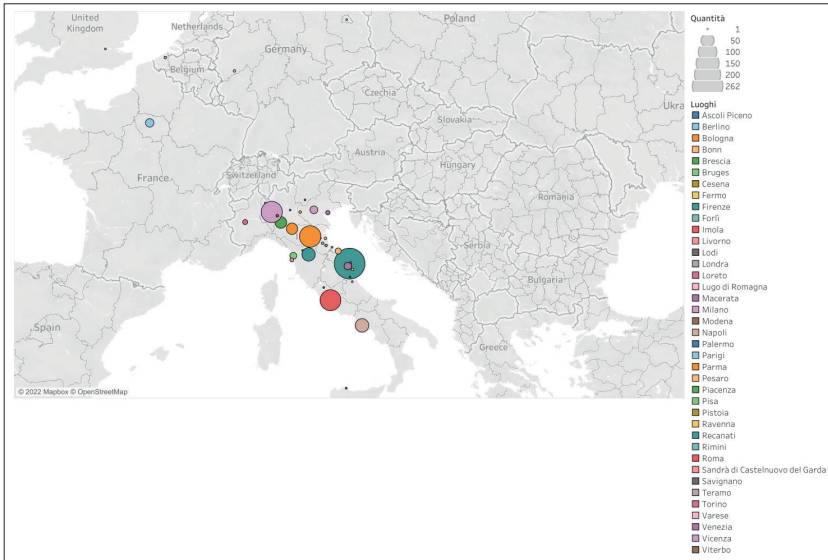 United
Kingdom
Netherlands
Poland
Germany
Belgium
Czechia
Ukra
Slovakia
Austria
Hungary
Switzerland
France
Romania
Serbia
Italy
Bulgaria
Spain
Greece
© 2022 Mapbox © OpenStreetMap
Quantità
1
50
100
150
200
262
Luoghi
Ascoli Piceno
Berlino
Bologna
Bonn
Brescia
Bruges
Cesena
Fermo
Firenze
Forlì
Imola
Livorno
Lodi
Londra
Loreto
Lugo di Romagna
Macerata
Milano
Modena
Napoli
Palermo
Parigi
Parma
Pesaro
Piacenza
Pisa
Pistoia
Ravenna
Recanati
Rimini
Roma
Sandrà di Castelnuovo del Garda
Savignano
Teramo
Torino
Varese
Venezia
Vicenza
Viterbo